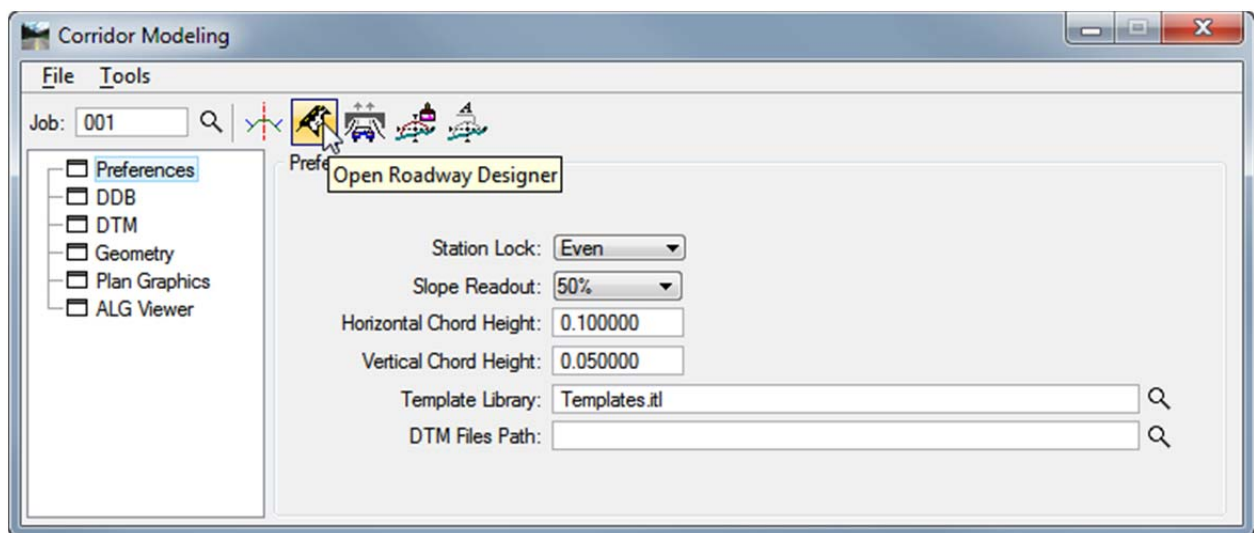 Corridor Modeling
File Tools
Job: 001
Preferences
DDB
DTM
Geometry
Plan Graphics
ALG Viewer
Prefe
Open Roadway Designer
Station Lock: Even
Slope Readout: 50%
Horizontal Chord Height: 0.100000
Vertical Chord Height: 0.050000
Template Library: Templates.itl
DTM Files Path: